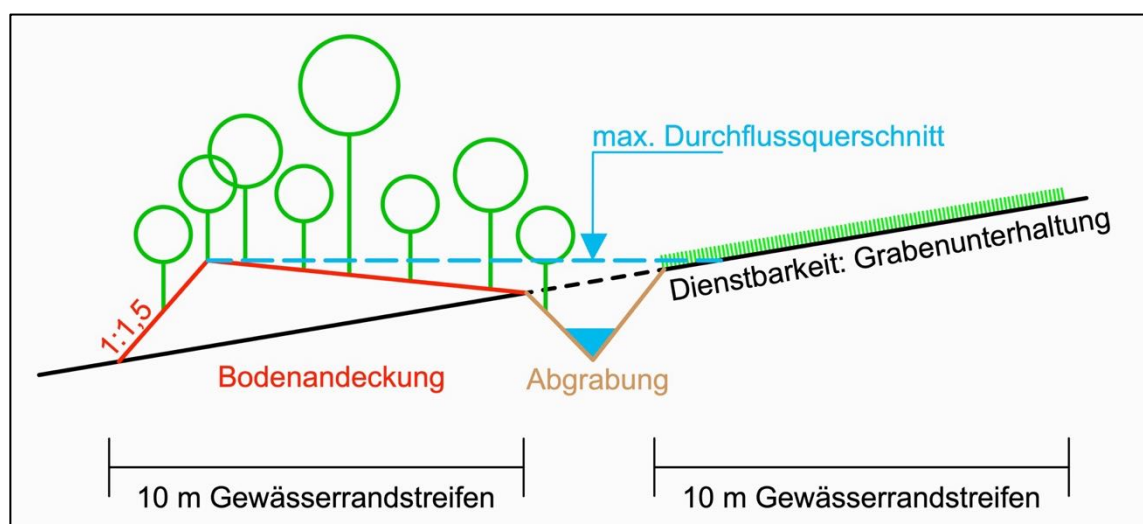 max. Durchflussquerschnitt
Dienstbarkeit: Grabenunterhaltung
1:1,5
Bodenandeckung
Abgrabung
10 m Gewässerrandstreifen
10 m Gewässerrandstreifen